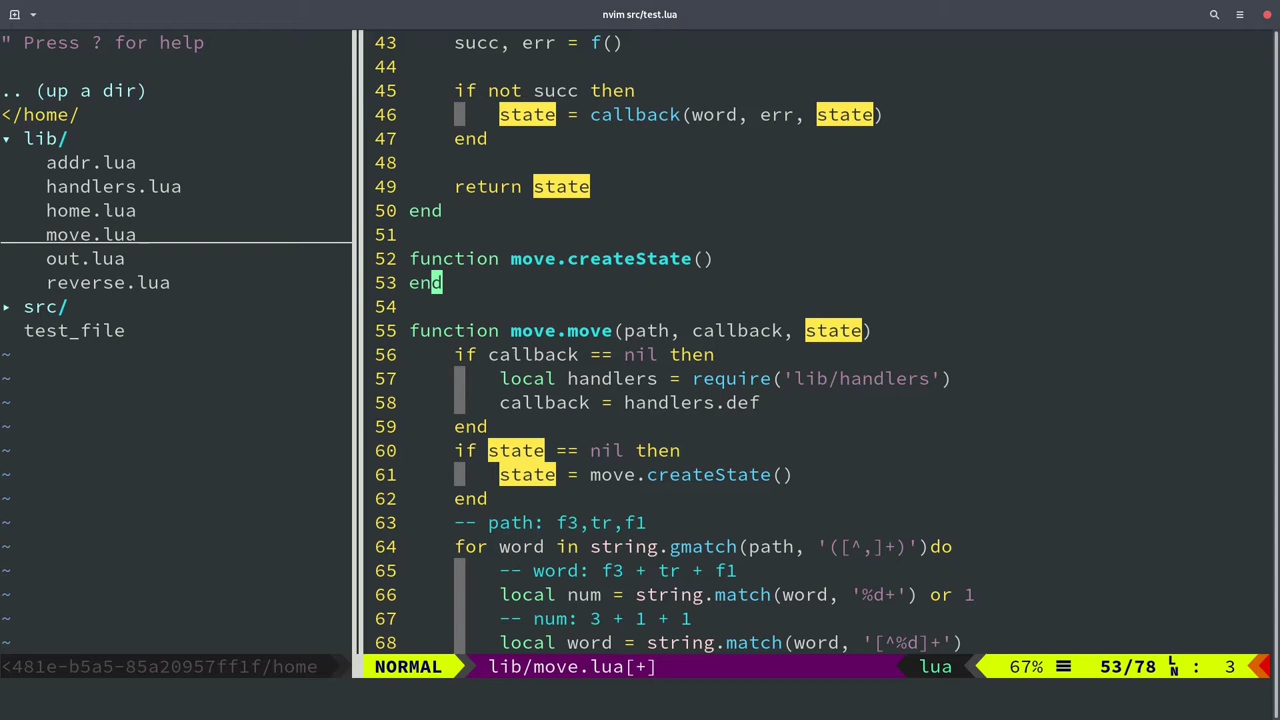 nvim src/test.lua
" Press ? for help
.. (up a dir)
</home/
▾ lib/
addr.lua
handlers.lua
home.lua
move.lua
out.lua
reverse.lua
▸ src/
test_file
~
~
~
~
~
~
~
~
~
~
~
~
~
<481e-b5a5-85a20957ff1f/home
43 succ, err = f()
44
45 if not succ then
46 state = callback(word, err, state)
47 end
48
49 return state
50 end
51
52 function move.createState()
53 end
54
55 function move.move(path, callback, state)
56 if callback == nil then
57 local handlers = require('lib/handlers')
58 callback = handlers.def
59 end
60 if state == nil then
61 state = move.createState()
62 end
63 -- path: f3,tr,f1
64 for word in string.gmatch(path, '([^,]+)')do
65 -- word: f3 + tr + f1
66 local num = string.match(word, '%d+') or 1
67 -- num: 3 + 1 + 1
68 local word = string.match(word, '[^%d]+')
NORMAL lib/move.lua[+] lua 67% ☰ 53/78 LN : 3